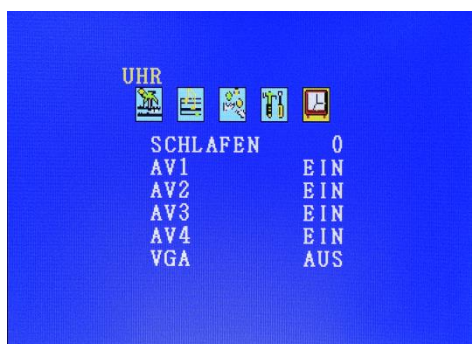 UHR
SCHLAFEN 0
AV1 EIN
AV2 EIN
AV3 EIN
AV4 EIN
VGA AUS